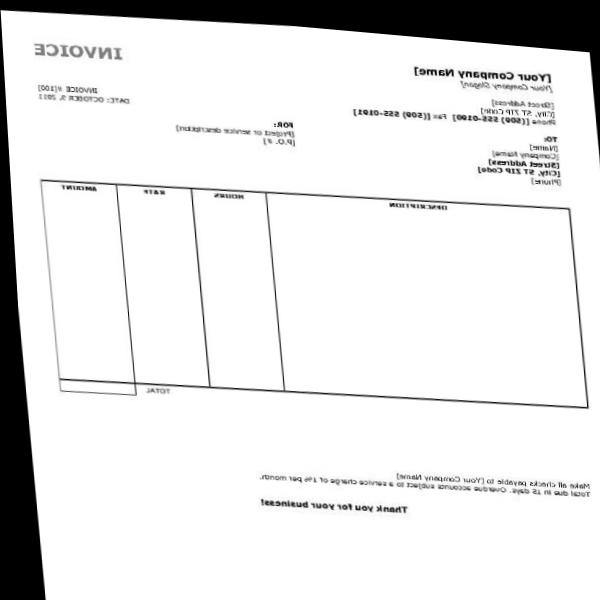 [Your Company Name]
INVOICE
[Your Company Slogan]
[Street Address]
[City, ST ZIP Code]
Phone [(509) 555-0190] Fax [(509) 555-0191]
INVOICE #[100]
DATE: OCTOBER 9, 2011
TO:
[Name]
[Company Name]
[Street Address]
[City, ST ZIP Code]
[Phone]
FOR:
[Project or service description]
[P.O. #]
DESCRIPTION HOURS RATE AMOUNT
TOTAL
Make all checks payable to [Your Company Name]
Total due in 15 days. Overdue accounts subject to a service charge of 1% per month.
Thank you for your business!